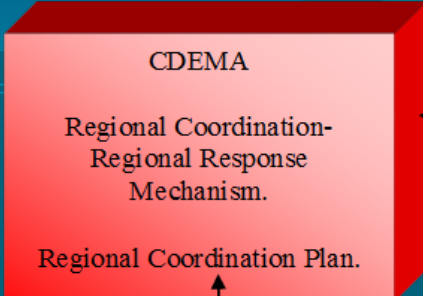 CDEMA
Regional Coordination-
Regional Response
Mechanism.
Regional Coordination Plan.